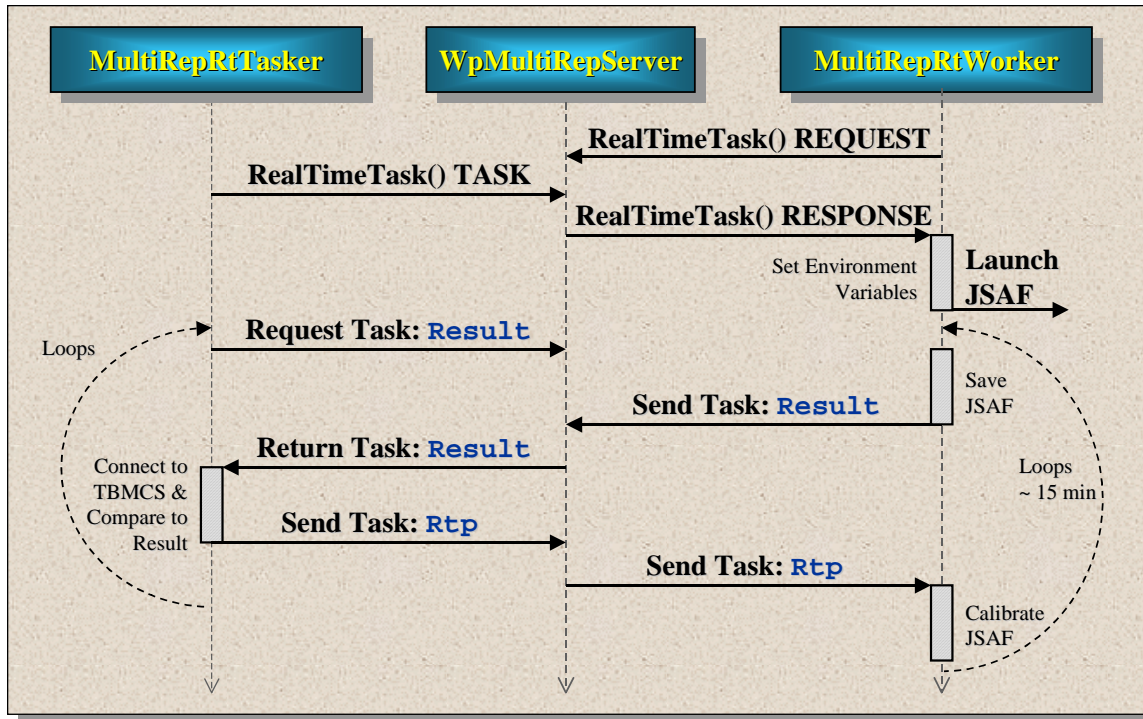 MultiRepRtTasker
WpMultiRepServer
MultiRepRtWorker
RealTimeTask() REQUEST
RealTimeTask() TASK
RealTimeTask() RESPONSE
Set Environment
Variables
Launch
JSAF
Loops
Request Task: Result
Save
JSAF
Send Task: Result
Return Task: Result
Connect to
TBMCS &
Compare to
Result
Loops
~ 15 min
Send Task: Rtp
Send Task: Rtp
Calibrate
JSAF